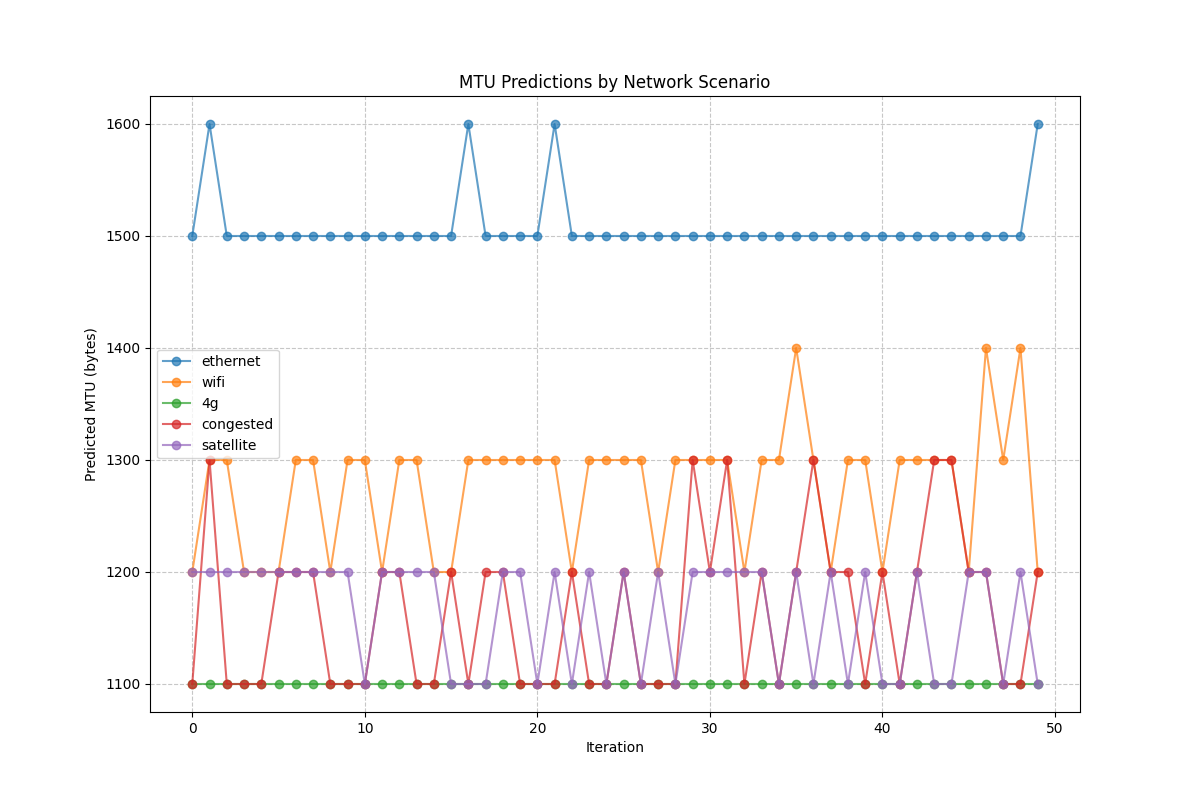 MTU Predictions by Network Scenario
Predicted MTU (bytes)
1600
1500
1400
1300
1200
1100
ethernet
wifi
4g
congested
satellite
0 10 20 30 40 50
Iteration